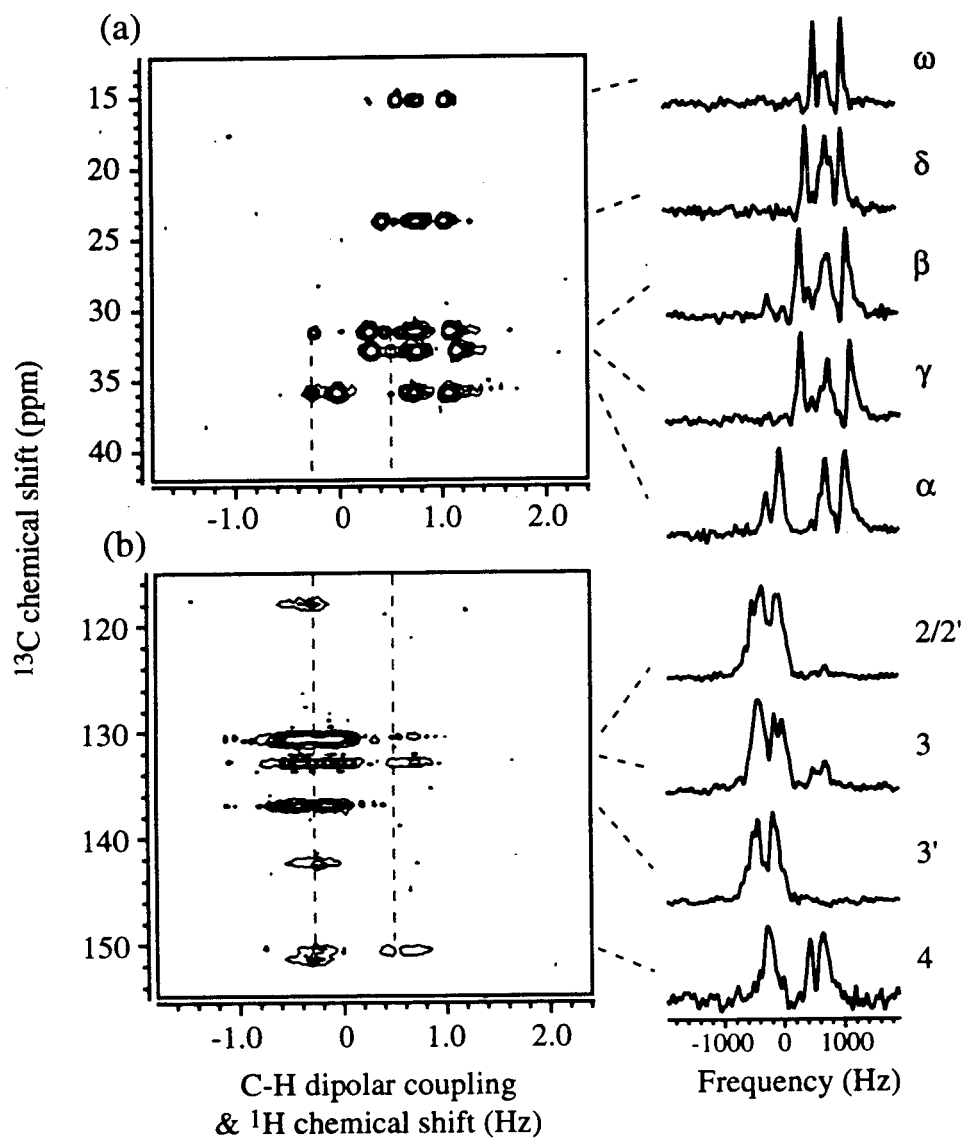 (a)
15
20
25
30
35
40
-1.0 0 1.0 2.0
ω
δ
β
γ
α
13C chemical shift (ppm)
(b)
120
130
140
150
-1.0 0 1.0 2.0
C-H dipolar coupling
& 1H chemical shift (Hz)
2/2'
3
3'
4
-1000 0 1000
Frequency (Hz)